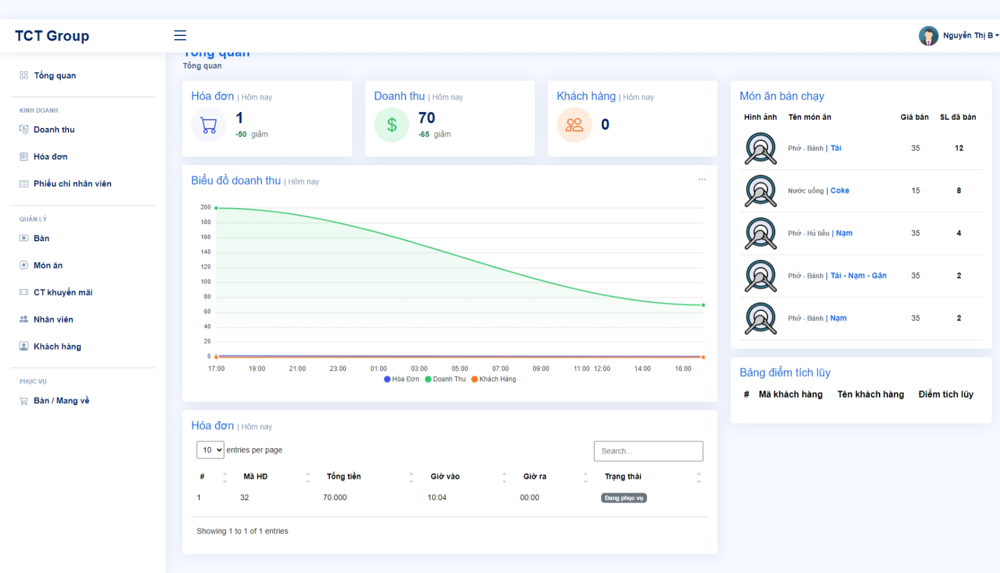 TCT Group
Nguyễn Thị B
Tổng quan
KINH DOANH
Doanh thu
Hóa đơn
Phiếu chi nhân viên
QUẢN LÝ
Bàn
Món ăn
CT khuyến mãi
Nhân viên
Khách hàng
PHỤC VỤ
Bàn / Mang về
Tổng quan
Tổng quan
Hóa đơn | Hôm nay
1
-50 giảm
Doanh thu | Hôm nay
$
70
-65 giảm
Khách hàng | Hôm nay
0
Biểu đồ doanh thu | Hôm nay
200
180
160
140
120
100
80
60
40
20
0
17:00 19:00 21:00 23:00 01:00 03:00 05:00 07:00 09:00 11:00 12:00 14:00 16:00
Hóa Đơn Doanh Thu Khách Hàng
Hóa đơn | Hôm nay
10 entries per page
Search...
# Mã HĐ Tổng tiền Giờ vào Giờ ra Trạng thái
1 32 70.000 10:04 00:00 Đang phục vụ
Showing 1 to 1 of 1 entries
Món ăn bán chạy
Hình ảnh Tên món ăn Giá bán SL đã bán
Phở - Bánh | Tái 35 12
Nước uống | Coke 15 8
Phở - Hủ tiếu | Nạm 35 4
Phở - Bánh | Tái - Nạm - Gân 35 2
Phở - Bánh | Nạm 35 2
Bảng điểm tích lũy
# Mã khách hàng Tên khách hàng Điểm tích lũy